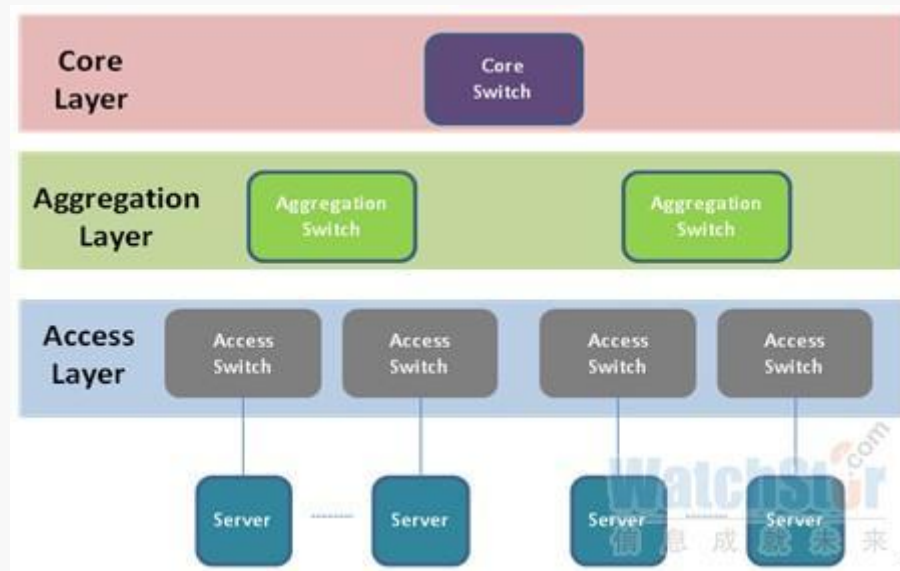 Core
Layer
Core
Switch
Aggregation
Layer
Aggregation
Switch
Aggregation
Switch
Access
Layer
Access
Switch
Access
Switch
Access
Switch
Access
Switch
Server
Server
Server
Server
WatchStor
.com
信息成就未来